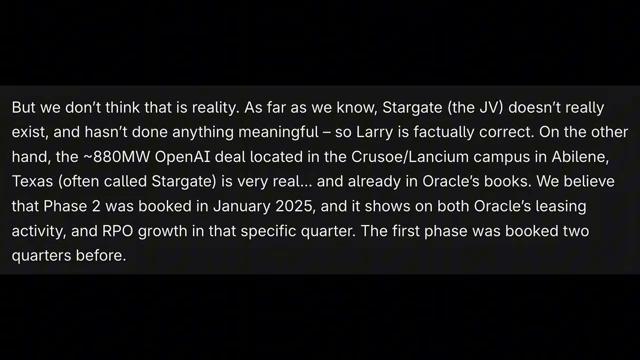 But we don’t think that is reality. As far as we know, Stargate (the JV) doesn’t really
exist, and hasn’t done anything meaningful – so Larry is factually correct. On the other
hand, the ~880MW OpenAI deal located in the Crusoe/Lancium campus in Abilene,
Texas (often called Stargate) is very real… and already in Oracle’s books. We believe
that Phase 2 was booked in January 2025, and it shows on both Oracle’s leasing
activity, and RPO growth in that specific quarter. The first phase was booked two
quarters before.